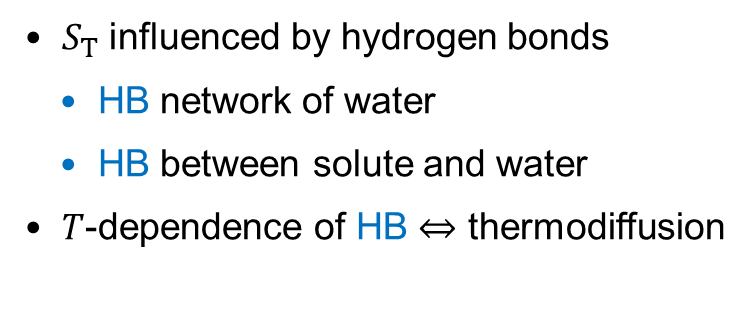 • S_T influenced by hydrogen bonds
• HB network of water
• HB between solute and water
• T-dependence of HB ⇔ thermodiffusion